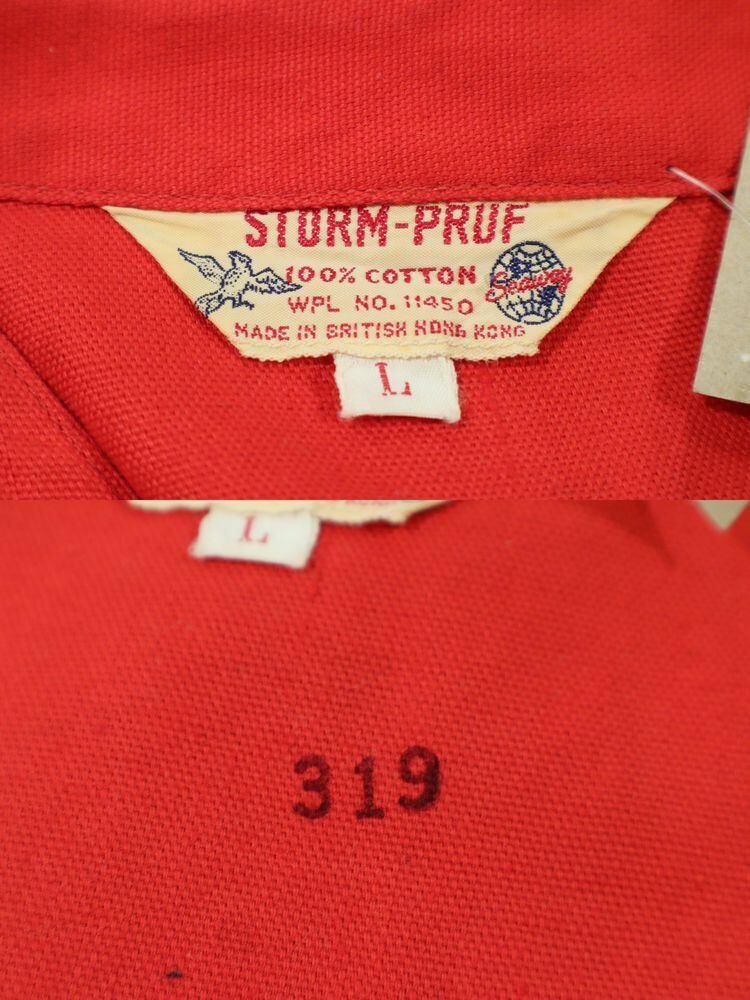 STORM-PRUF
100% COTTON
Seaway
WPL NO. 11450
MADE IN BRITISH HONG KONG
L
L
319